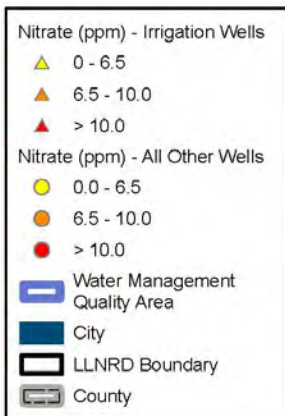 Nitrate (ppm) - Irrigation Wells
0 - 6.5
6.5 - 10.0
> 10.0
Nitrate (ppm) - All Other Wells
0.0 - 6.5
6.5 - 10.0
> 10.0
Water Management
Quality Area
City
LLNRD Boundary
County